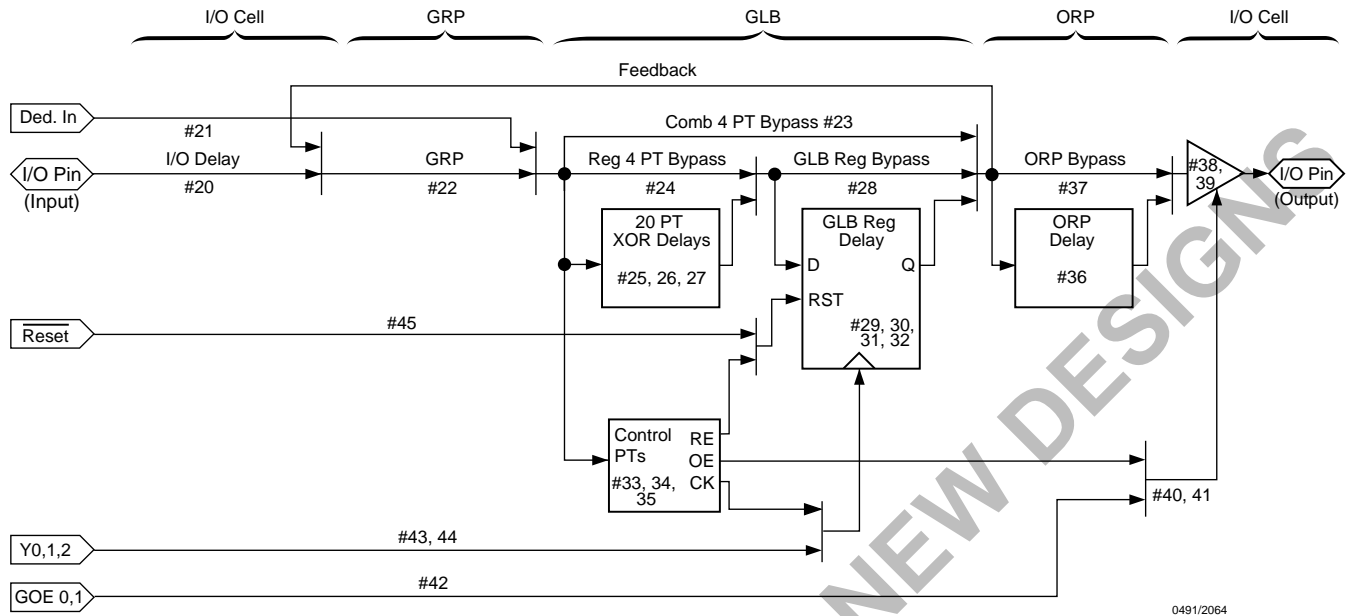 I/O Cell GRP GLB ORP I/O Cell
Feedback
Ded. In
#21
Comb 4 PT Bypass #23
I/O Pin
(Input)
I/O Delay
#20
GRP
#22
Reg 4 PT Bypass
#24
GLB Reg Bypass
#28
ORP Bypass
#37
#38,
39
I/O Pin
(Output)
20 PT
XOR Delays
#25, 26, 27
GLB Reg
Delay
D Q
RST
#29, 30,
31, 32
ORP
Delay
#36
Reset
#45
Control
PTs
RE
OE
CK
#33, 34,
35
#40, 41
Y0,1,2
#43, 44
GOE 0,1
#42
0491/2064
NEW DESIGNS